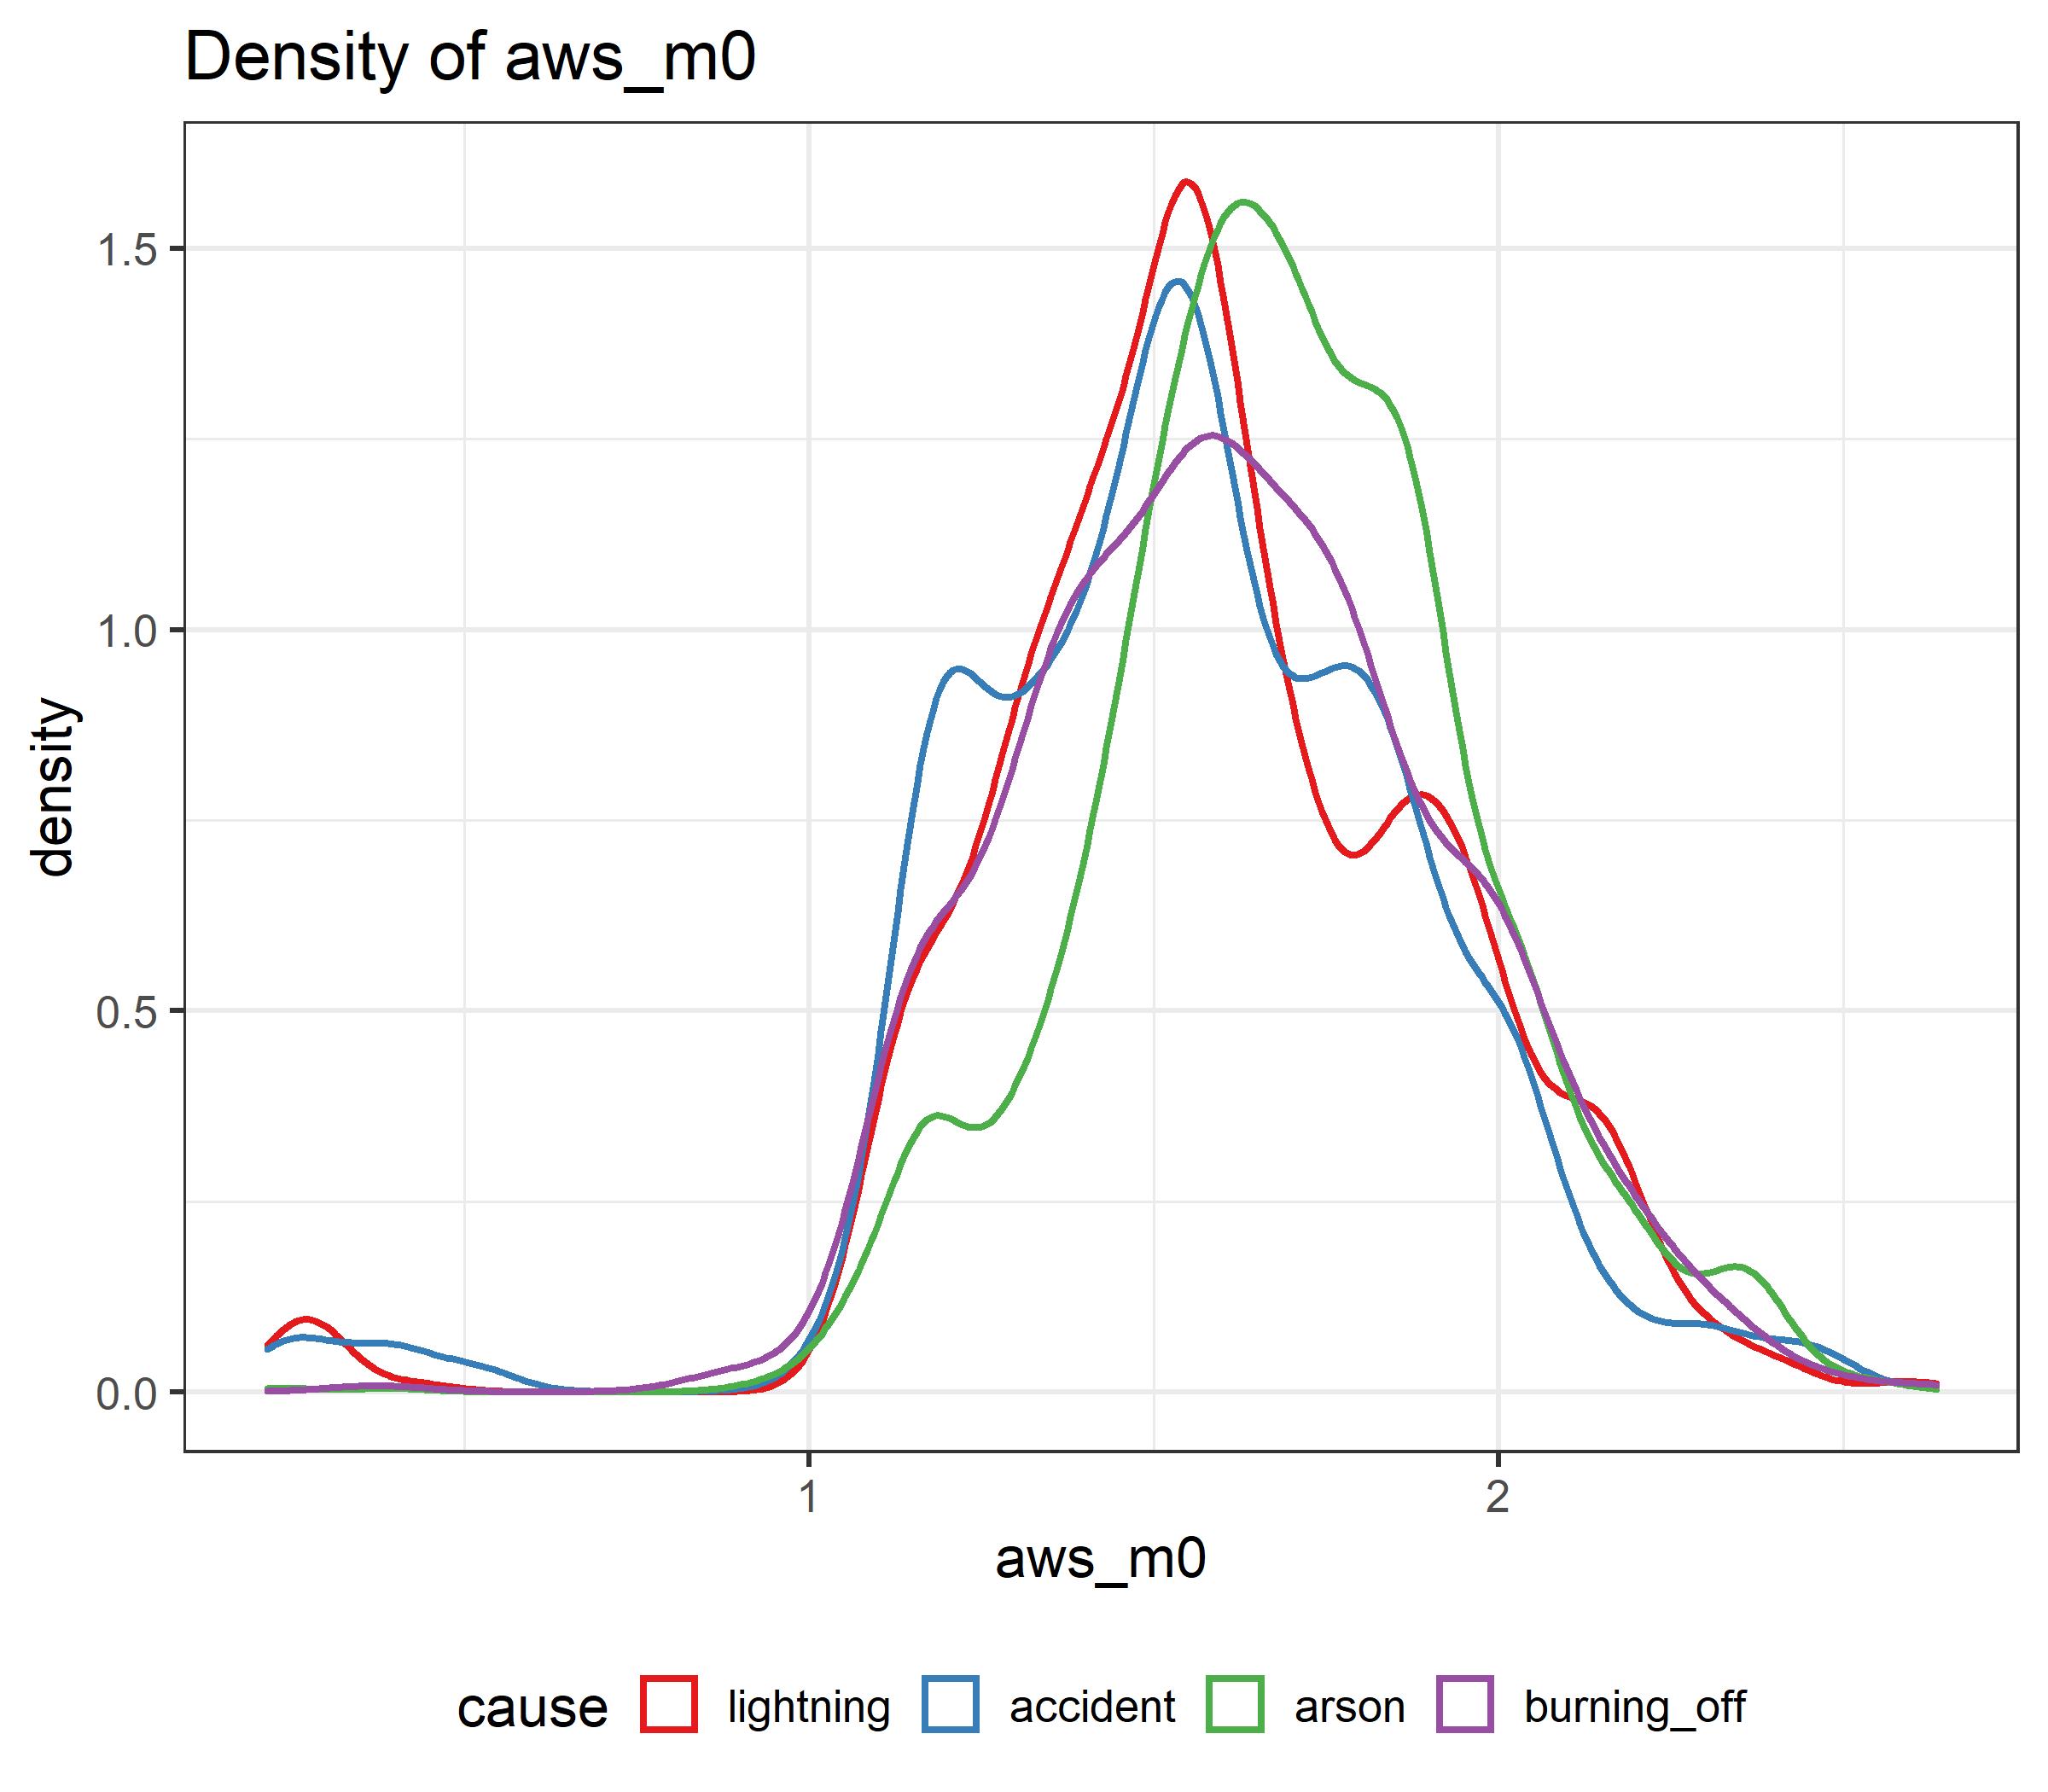 Density of aws_m0
1.5
1.0
0.5
0.0
density
1 2
aws_m0
cause lightning accident arson burning_off